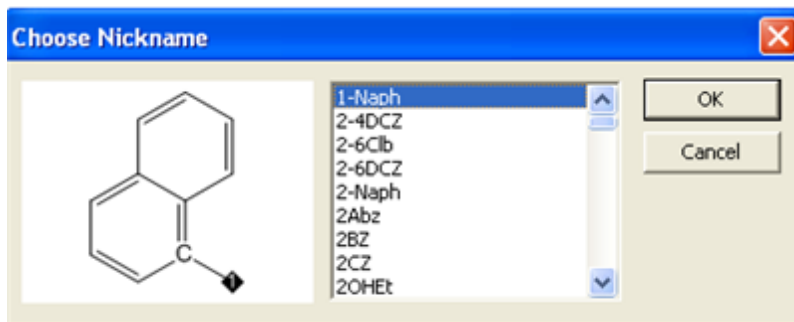 Choose Nickname
C
1
1-Naph
2-4DCZ
2-6Clb
2-6DCZ
2-Naph
2Abz
2BZ
2CZ
2OHEt
OK
Cancel